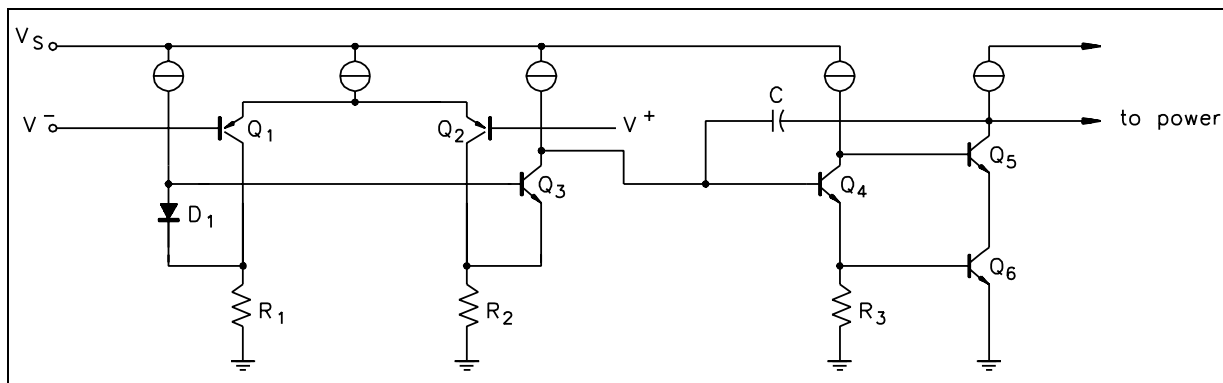 V_S
V^-
Q_1
Q_2
V^+
C
to power
Q_3
Q_4
Q_5
D_1
Q_6
R_1
R_2
R_3